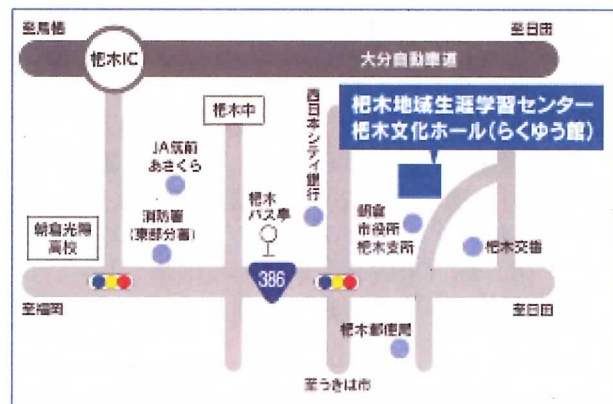 至鳥栖
至日田
杷木IC
大分自動車道
杷木中
西日本シティ銀行
杷木地域生涯学習センター
杷木文化ホール(らくゆう館)
JA筑前
あさくら
杷木
バス亭
朝倉
市役所
杷木支所
消防署
(東部分署)
朝倉光陽
高校
杷木交番
386
至福岡
至日田
杷木郵便局
至うきは市